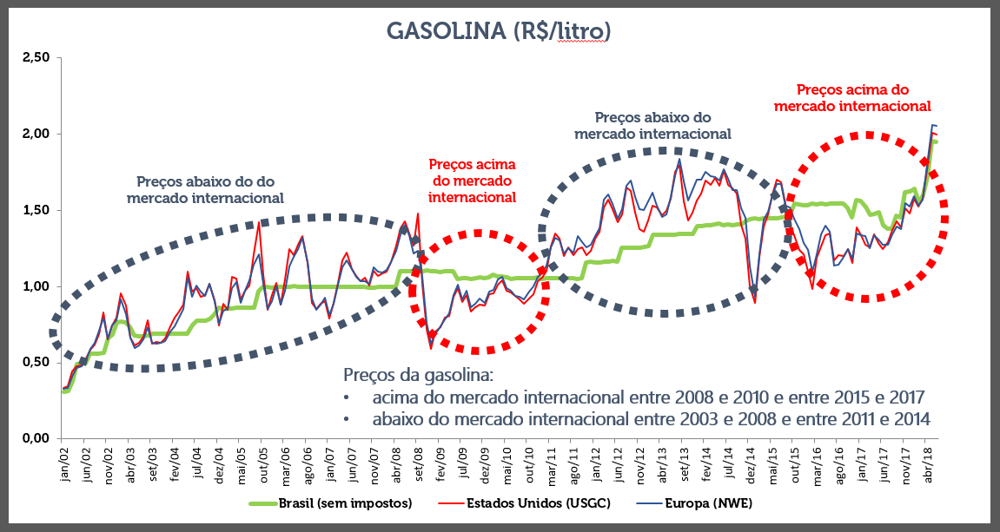 GASOLINA (R$/litro)
2,50
2,00
1,50
1,00
0,50
0,00
Preços abaixo do do
mercado internacional
Preços acima
do mercado
internacional
Preços abaixo do
mercado internacional
Preços acima do
mercado internacional
Preços da gasolina:
• acima do mercado internacional entre 2008 e 2010 e entre 2015 e 2017
• abaixo do mercado internacional entre 2003 e 2008 e entre 2011 e 2014
jan/02
jun/02
nov/02
abr/03
set/03
fev/04
jul/04
dez/04
mai/05
out/05
mar/06
ago/06
jan/07
jun/07
nov/07
abr/08
set/08
fev/09
jul/09
dez/09
mai/10
out/10
mar/11
ago/11
jan/12
jun/12
nov/12
abr/13
set/13
fev/14
jul/14
dez/14
mai/15
out/15
mar/16
ago/16
jan/17
jun/17
nov/17
abr/18
Brasil (sem impostos)
Estados Unidos (USGC)
Europa (NWE)